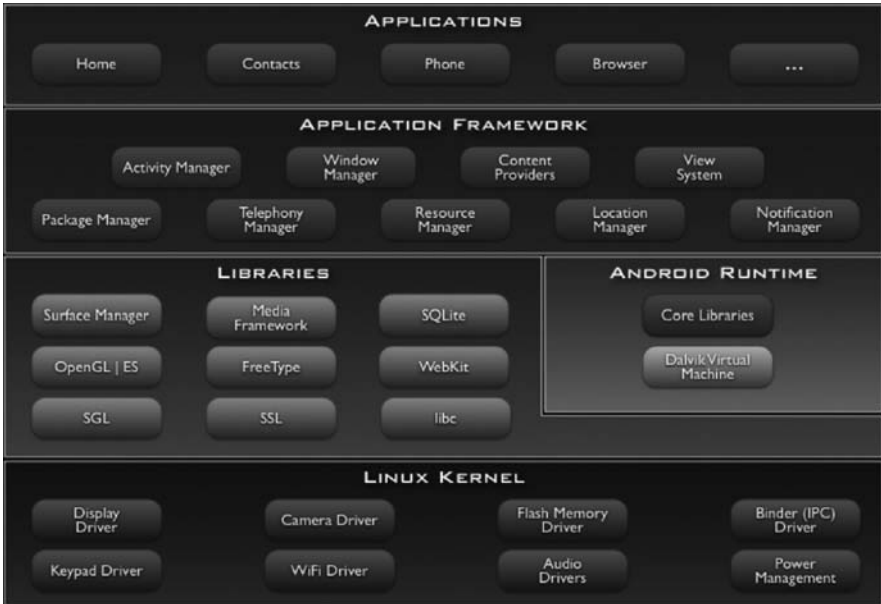 APPLICATIONS
Home
Contacts
Phone
Browser
...
APPLICATION FRAMEWORK
Activity Manager
Window
Manager
Content
Providers
View
System
Package Manager
Telephony
Manager
Resource
Manager
Location
Manager
Notification
Manager
LIBRARIES
Surface Manager
Media
Framework
SQLite
OpenGL | ES
FreeType
WebKit
SGL
SSL
libc
ANDROID RUNTIME
Core Libraries
Dalvik Virtual
Machine
LINUX KERNEL
Display
Driver
Camera Driver
Flash Memory
Driver
Binder (IPC)
Driver
Keypad Driver
WiFi Driver
Audio
Drivers
Power
Management